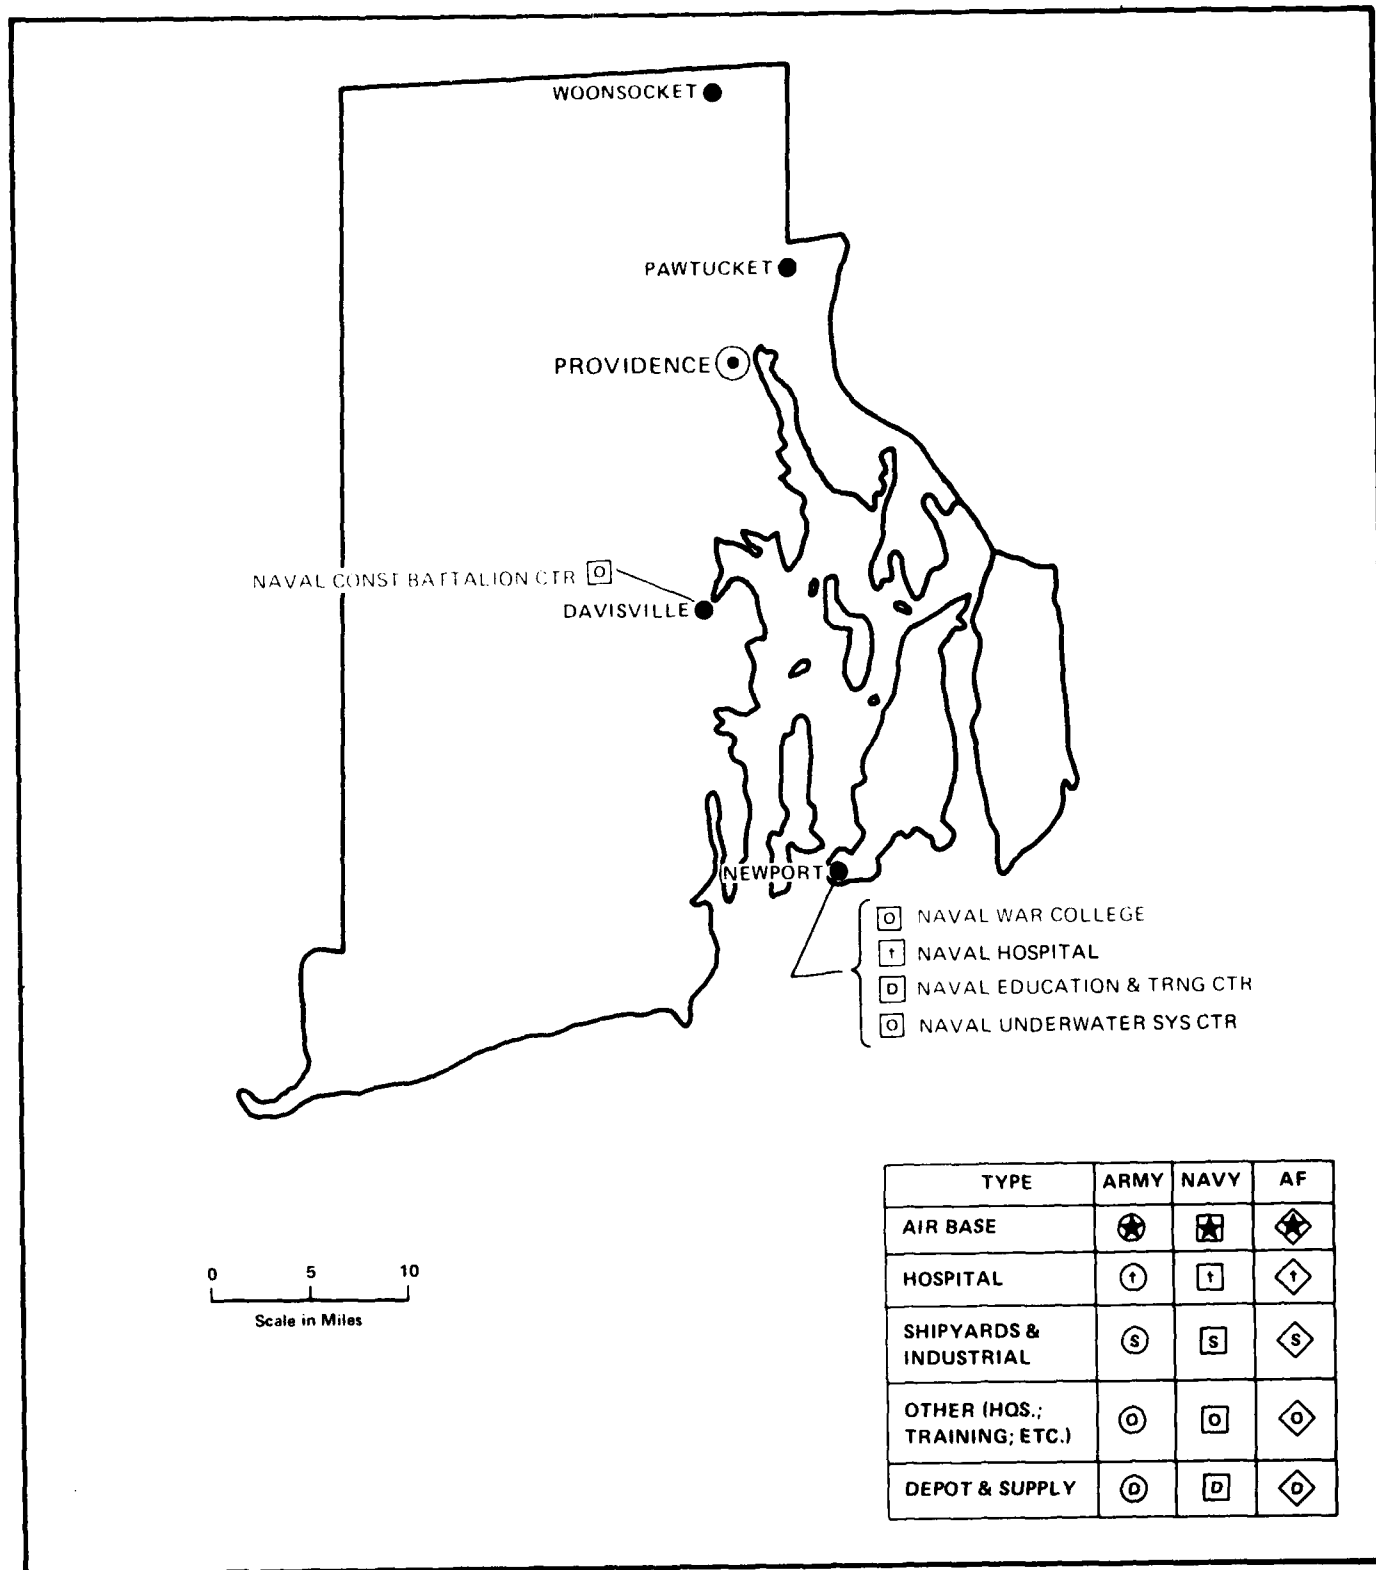 WOONSOCKET
PAWTUCKET
PROVIDENCE
NAVAL CONST BATTALION CTR O
DAVISVILLE
NEWPORT
O NAVAL WAR COLLEGE
† NAVAL HOSPITAL
D NAVAL EDUCATION & TRNG CTR
O NAVAL UNDERWATER SYS CTR
TYPE ARMY NAVY AF
AIR BASE
HOSPITAL † † †
SHIPYARDS & INDUSTRIAL S S S
OTHER (HQS.; TRAINING; ETC.) O O O
DEPOT & SUPPLY D D D
0 5 10
Scale in Miles